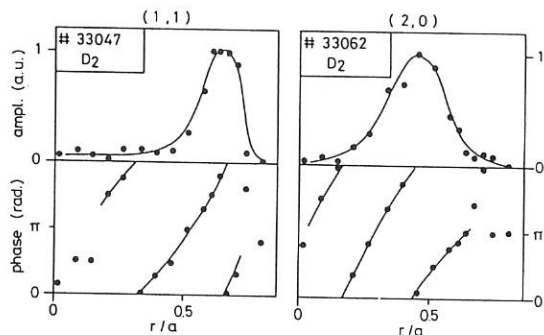 (1,1)
(2,0)
# 33047
D2
# 33062
D2
ampl. (a.u.)
1
0
1
0
phase (rad.)
π
0
π
0
0
0.5
r/a
0
0.5
r/a